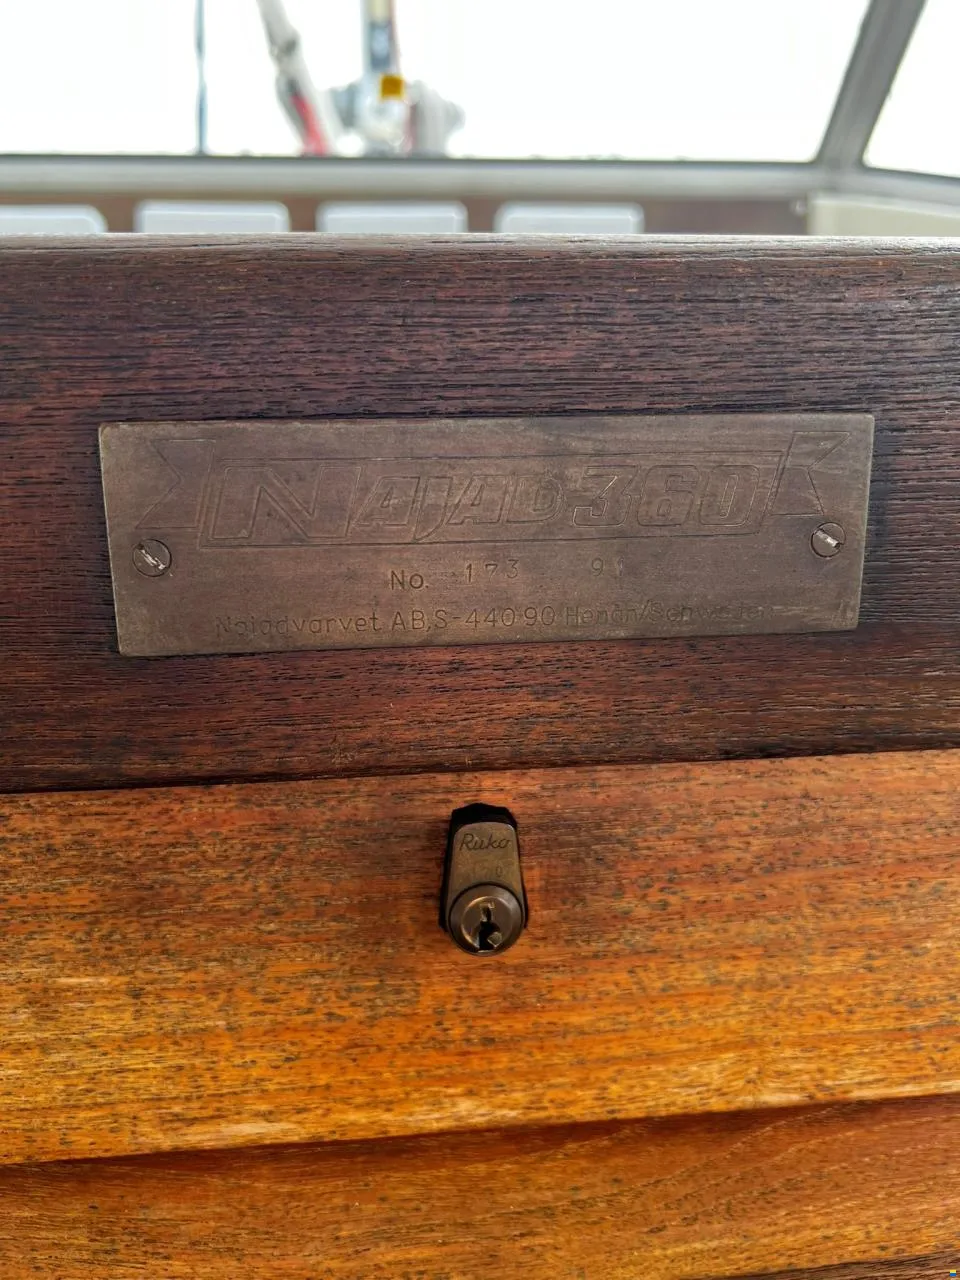 NAJAD 360
No. 173 91
Najadvarvet AB, S-440 90 Henån/Schweden
Ruko